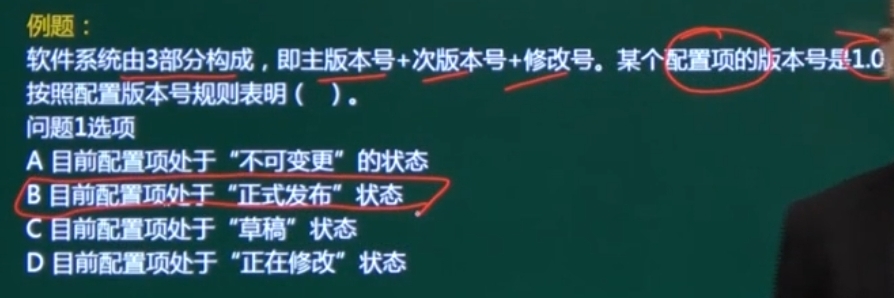 例题：
软件系统由3部分构成，即主版本号+次版本号+修改号。某个配置项的版本号是1.0
按照配置版本号规则表明（ ）。
问题1选项
A 目前配置项处于“不可变更”的状态
B 目前配置项处于“正式发布”状态
C 目前配置项处于“草稿”状态
D 目前配置项处于“正在修改”状态